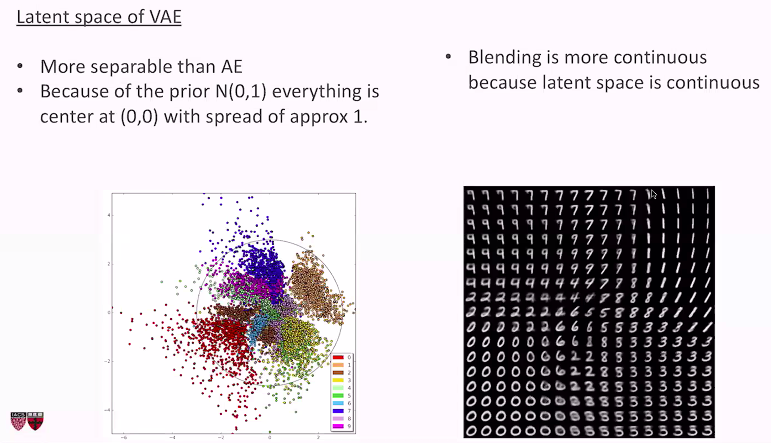 Latent space of VAE
• More separable than AE
• Because of the prior N(0,1) everything is
center at (0,0) with spread of approx 1.
• Blending is more continuous
because latent space is continuous
4
2
0
−2
−4
−6
−4
−2
0
2
0
1
2
3
4
5
6
7
8
9
IACS